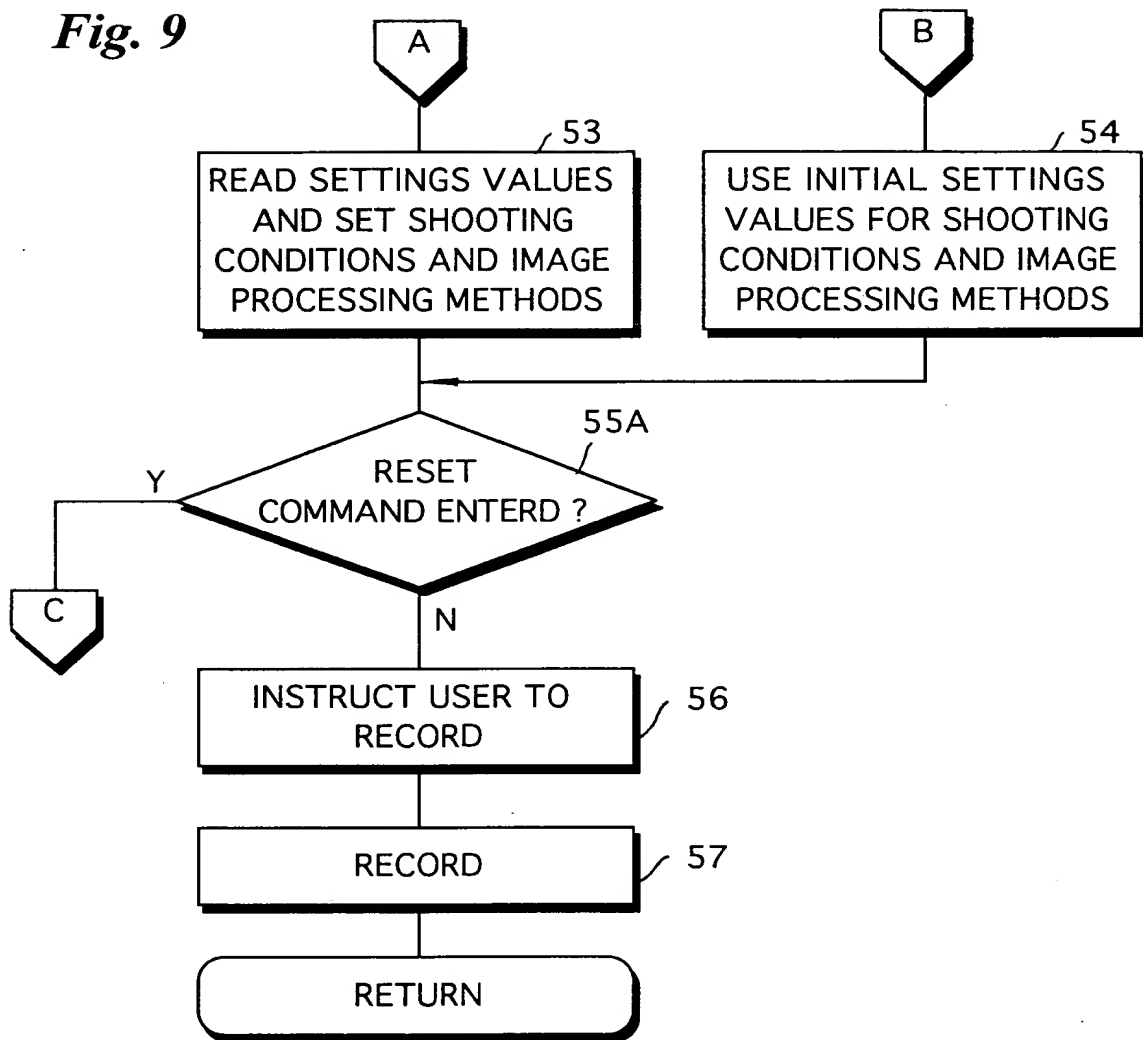 Fig. 9
A
B
53
READ SETTINGS VALUES
AND SET SHOOTING
CONDITIONS AND IMAGE
PROCESSING METHODS
54
USE INITIAL SETTINGS
VALUES FOR SHOOTING
CONDITIONS AND IMAGE
PROCESSING METHODS
55A
RESET
COMMAND ENTERD ?
Y
C
N
INSTRUCT USER TO
RECORD
56
RECORD
57
RETURN